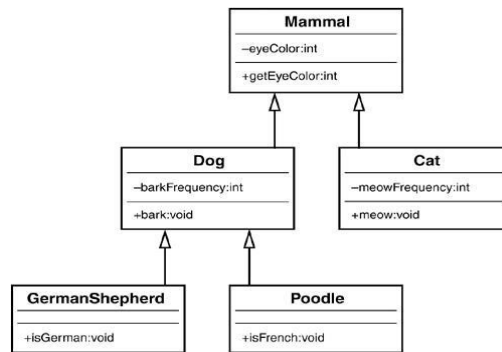 Mammal
–eyeColor:int
+getEyeColor:int
Dog
–barkFrequency:int
+bark:void
Cat
–meowFrequency:int
+meow:void
GermanShepherd
+isGerman:void
Poodle
+isFrench:void